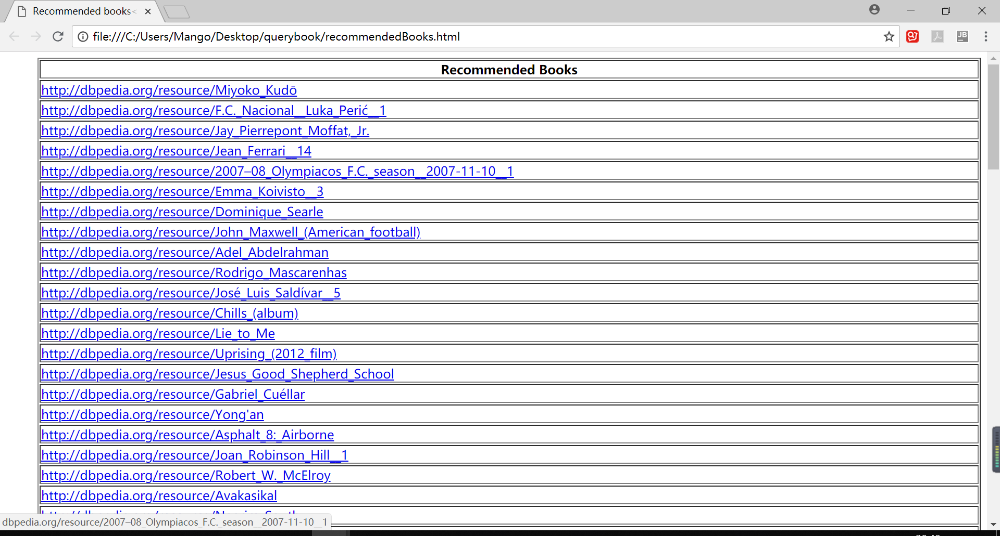 Recommended books<
file:///C:/Users/Mango/Desktop/querybook/recommendedBooks.html
JB
Recommended Books
http://dbpedia.org/resource/Miyoko_Kudō
http://dbpedia.org/resource/F.C._Nacional__Luka_Perić__1
http://dbpedia.org/resource/Jay_Pierrepont_Moffat,_Jr.
http://dbpedia.org/resource/Jean_Ferrari__14
http://dbpedia.org/resource/2007–08_Olympiacos_F.C._season__2007-11-10__1
http://dbpedia.org/resource/Emma_Koivisto__3
http://dbpedia.org/resource/Dominique_Searle
http://dbpedia.org/resource/John_Maxwell_(American_football)
http://dbpedia.org/resource/Adel_Abdelrahman
http://dbpedia.org/resource/Rodrigo_Mascarenhas
http://dbpedia.org/resource/José_Luis_Saldívar__5
http://dbpedia.org/resource/Chills_(album)
http://dbpedia.org/resource/Lie_to_Me
http://dbpedia.org/resource/Uprising_(2012_film)
http://dbpedia.org/resource/Jesus_Good_Shepherd_School
http://dbpedia.org/resource/Gabriel_Cuéllar
http://dbpedia.org/resource/Yong'an
http://dbpedia.org/resource/Asphalt_8:_Airborne
http://dbpedia.org/resource/Joan_Robinson_Hill__1
http://dbpedia.org/resource/Robert_W._McElroy
http://dbpedia.org/resource/Avakasikal
dbpedia.org/resource/2007–08_Olympiacos_F.C._season__2007-11-10__1